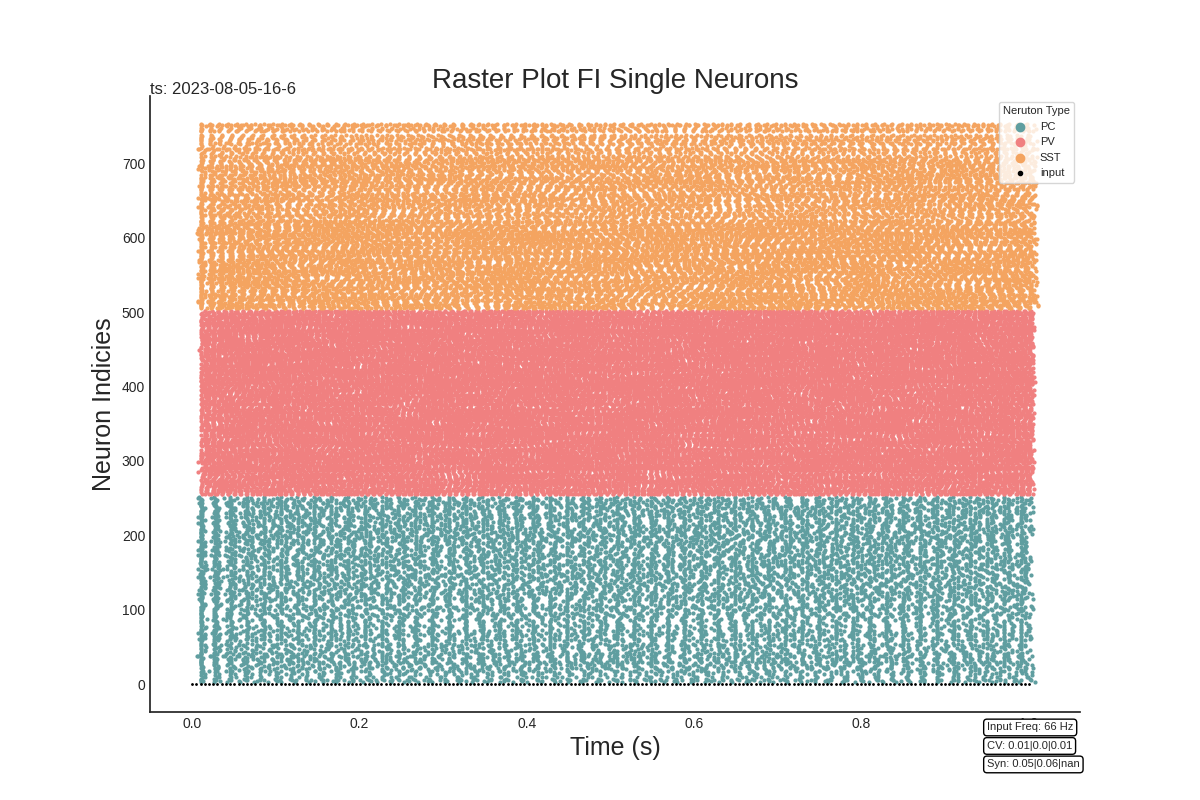 Raster Plot FI Single Neurons
ts: 2023-08-05-16-6
Neruton Type
PC
PV
SST
input
700
600
500
400
300
200
100
0
Neuron Indicies
0.0 0.2 0.4 0.6 0.8
Time (s)
Input Freq: 66 Hz
CV: 0.01|0.0|0.01
Syn: 0.05|0.06|nan